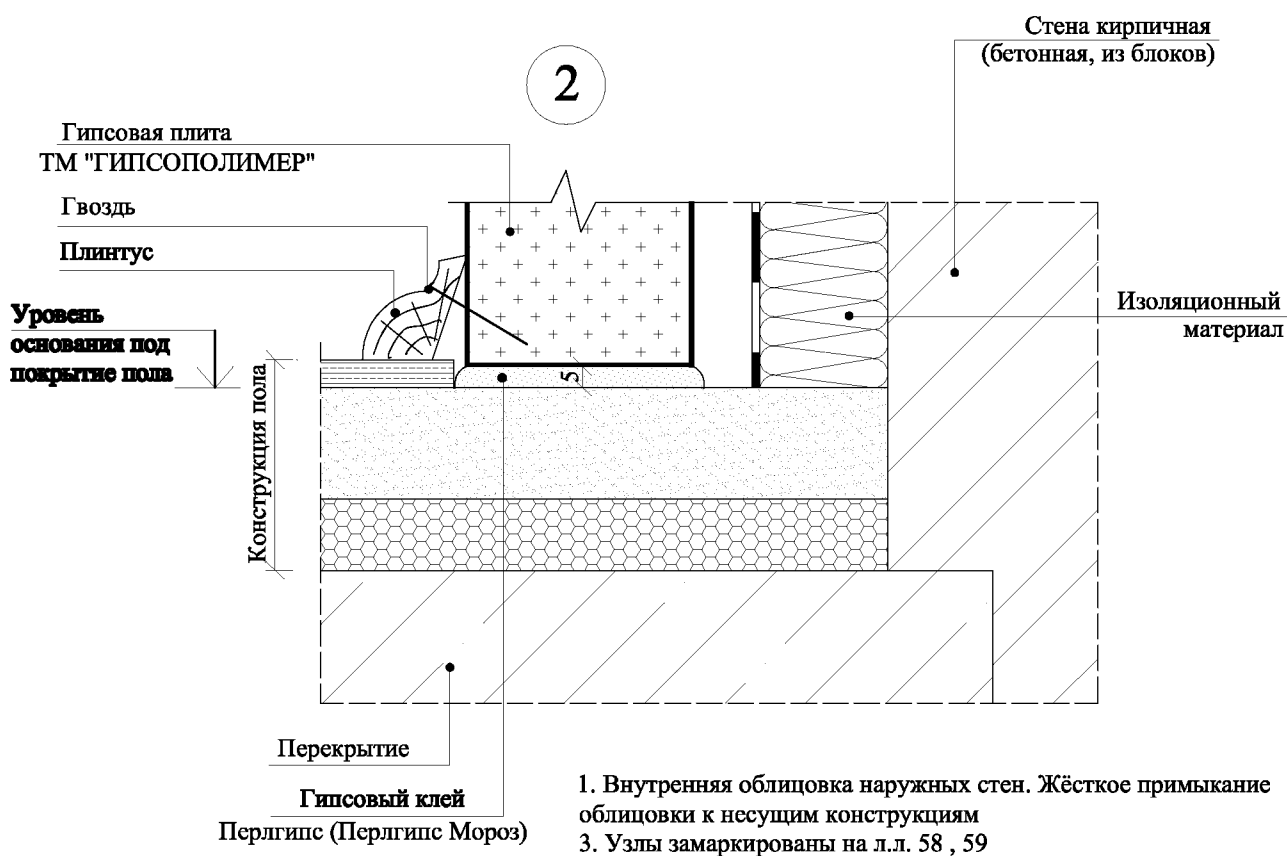 Стена кирпичная
(бетонная, из блоков)
2
Гипсовая плита
ТМ "ГИПСОПОЛИМЕР"
Гвоздь
Плинтус
Уровень
основания под
покрытие пола
Изоляционный
материал
5
Конструкция пола
Перекрытие
Гипсовый клей
Перлгипс (Перлгипс Мороз)
1. Внутренняя облицовка наружных стен. Жёсткое примыкание
облицовки к несущим конструкциям
3. Узлы замаркированы на л.л. 58 , 59